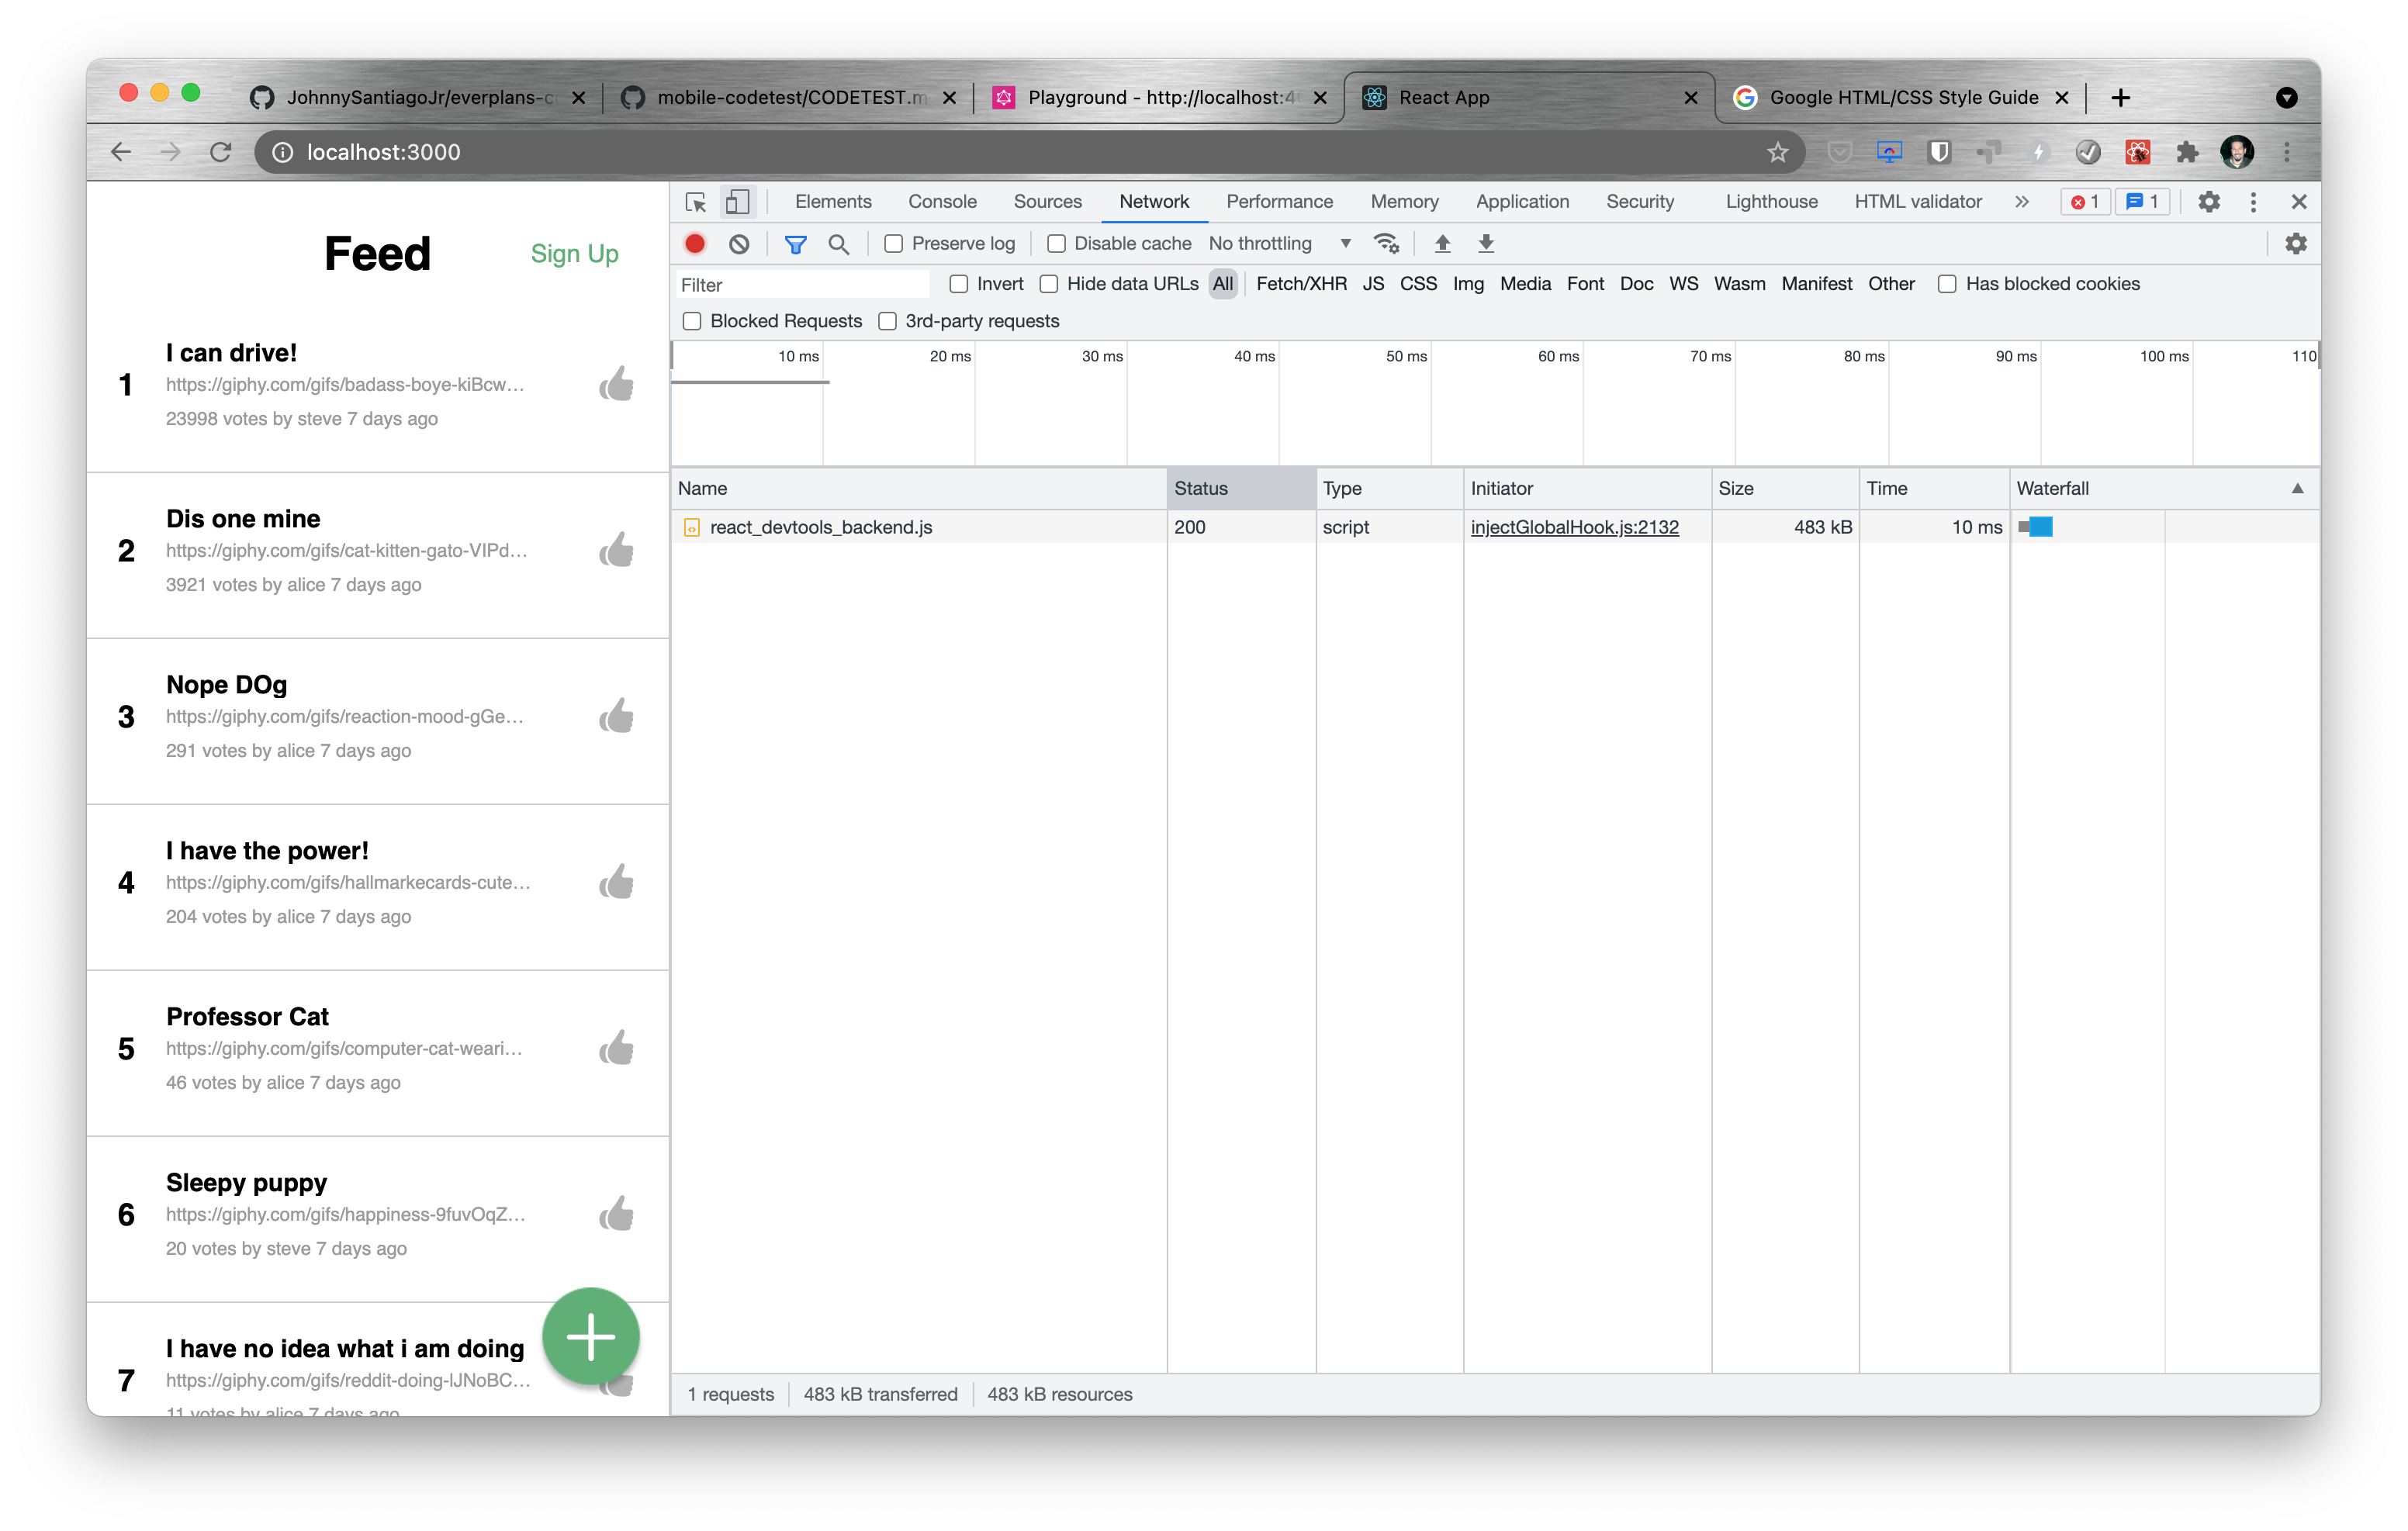 JohnnySantiagoJr/everplans-c
mobile-codetest/CODETEST.m
Playground - http://localhost:4
React App
Google HTML/CSS Style Guide
localhost:3000
Feed
Sign Up
1
I can drive!
https://giphy.com/gifs/badass-boye-kiBcw...
23998 votes by steve 7 days ago
2
Dis one mine
https://giphy.com/gifs/cat-kitten-gato-VIPd...
3921 votes by alice 7 days ago
3
Nope DOg
https://giphy.com/gifs/reaction-mood-gGe...
291 votes by alice 7 days ago
4
I have the power!
https://giphy.com/gifs/hallmarkecards-cute...
204 votes by alice 7 days ago
5
Professor Cat
https://giphy.com/gifs/computer-cat-weari...
46 votes by alice 7 days ago
6
Sleepy puppy
https://giphy.com/gifs/happiness-9fuvOqZ...
20 votes by steve 7 days ago
7
I have no idea what i am doing
https://giphy.com/gifs/reddit-doing-lJNoBC...
11 votes by alice 7 days ago
Elements Console Sources Network Performance Memory Application Security Lighthouse HTML validator » 1 1
Preserve log Disable cache No throttling
Filter Invert Hide data URLs All Fetch/XHR JS CSS Img Media Font Doc WS Wasm Manifest Other Has blocked cookies
Blocked Requests 3rd-party requests
10 ms 20 ms 30 ms 40 ms 50 ms 60 ms 70 ms 80 ms 90 ms 100 ms 110
Name Status Type Initiator Size Time Waterfall
react_devtools_backend.js 200 script injectGlobalHook.js:2132 483 kB 10 ms
1 requests 483 kB transferred 483 kB resources